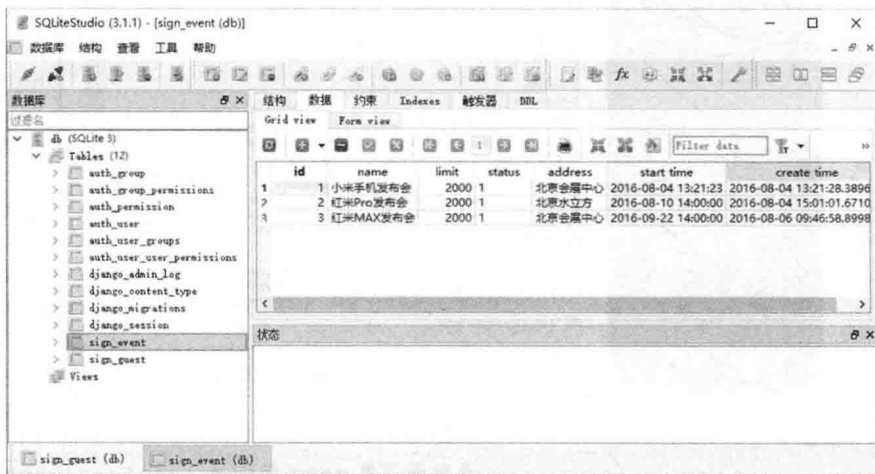 SQLiteStudio (3.1.1) - [sign_event (db)]
数据库 结构 查看 工具 帮助
数据库
过滤名
db (SQLite 3)
Tables (12)
auth_group
auth_group_permissions
auth_permission
auth_user
auth_user_groups
auth_user_user_permissions
django_admin_log
django_content_type
django_migrations
django_session
sign_event
sign_guest
Views
结构 数据 约束 Indexes 触发器 DDL
Grid view Form view
1 Filter data
id name limit status address start time create time
1 1 小米手机发布会 2000 1 北京会展中心 2016-08-04 13:21:23 2016-08-04 13:21:28.3896
2 2 红米Pro发布会 2000 1 北京水立方 2016-08-10 14:00:00 2016-08-04 15:01:01.6710
3 3 红米MAX发布会 2000 1 北京会展中心 2016-09-22 14:00:00 2016-08-06 09:46:58.8998
状态
sign_guest (db) sign_event (db)